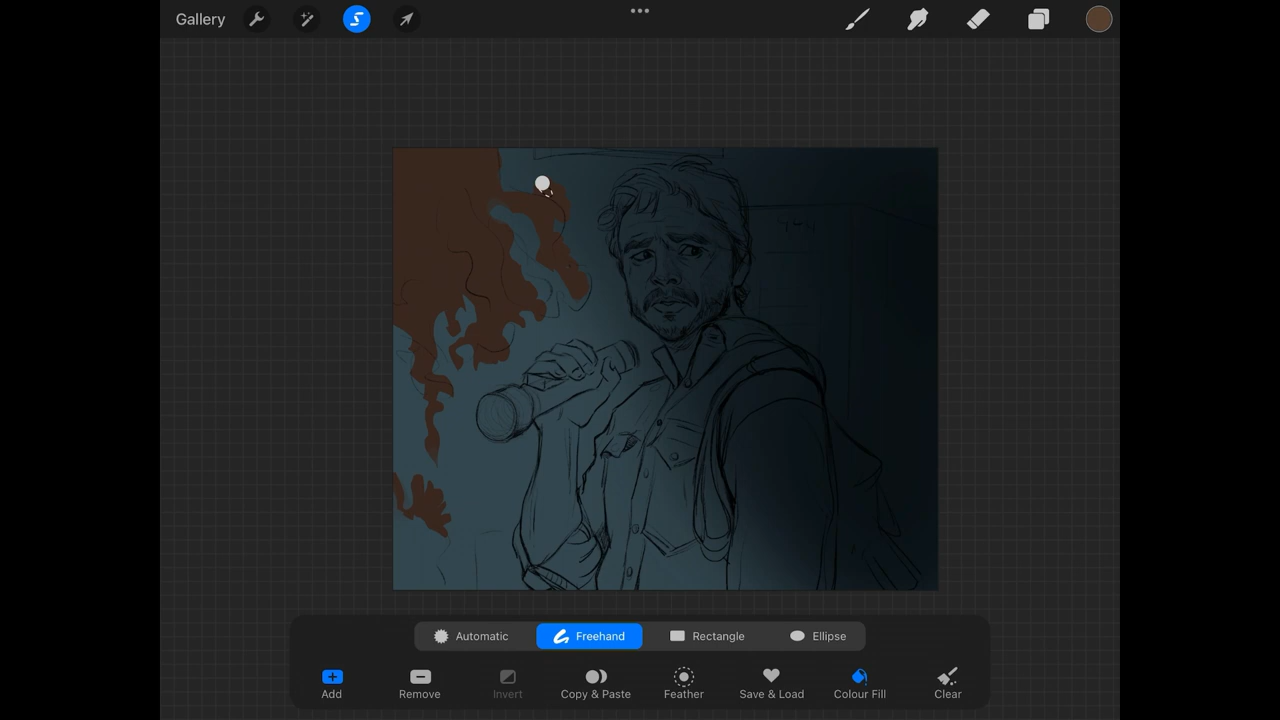 Gallery
Automatic
Freehand
Rectangle
Ellipse
Add
Remove
Invert
Copy & Paste
Feather
Save & Load
Colour Fill
Clear